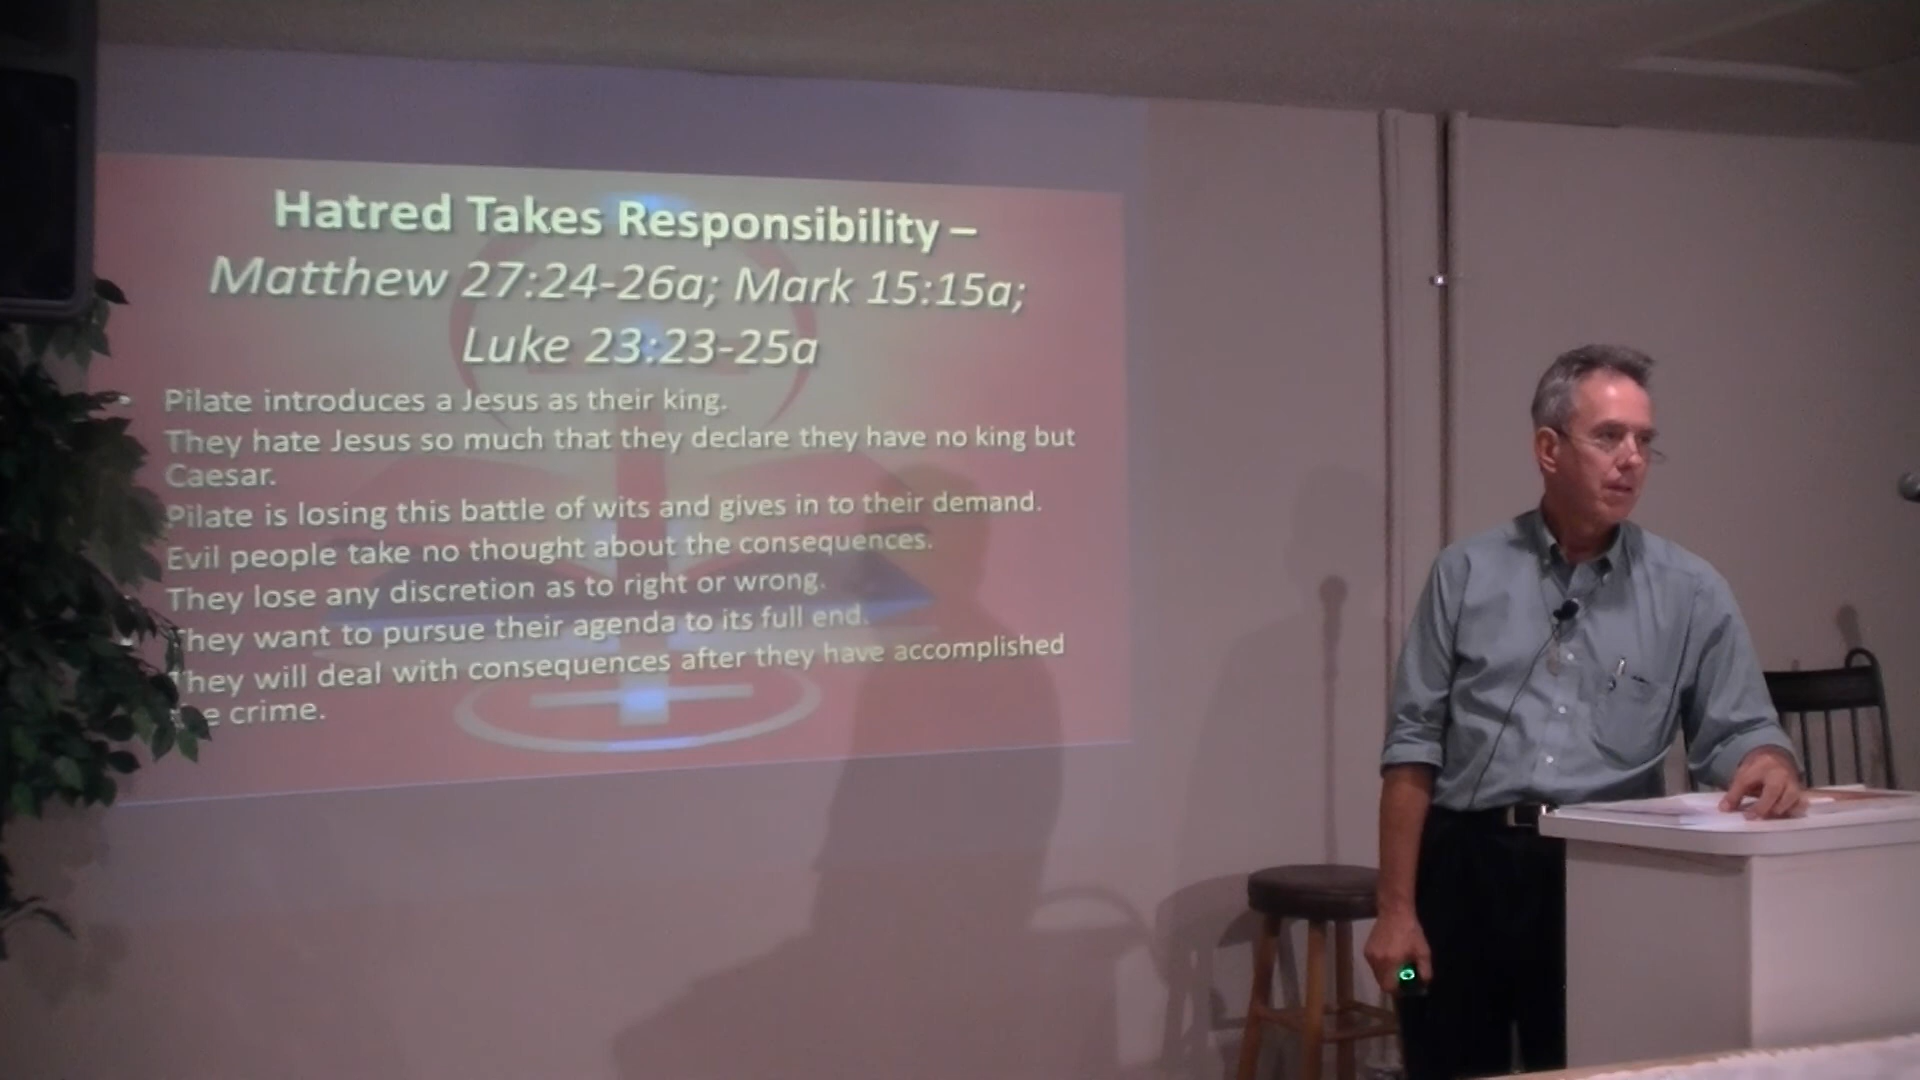 Hatred Takes Responsibility –
Matthew 27:24-26a; Mark 15:15a;
Luke 23:23-25a
Pilate introduces a Jesus as their king.
They hate Jesus so much that they declare they have no king but
Caesar.
Pilate is losing this battle of wits and gives in to their demand.
Evil people take no thought about the consequences.
They lose any discretion as to right or wrong.
They want to pursue their agenda to its full end.
They will deal with consequences after they have accomplished
the crime.